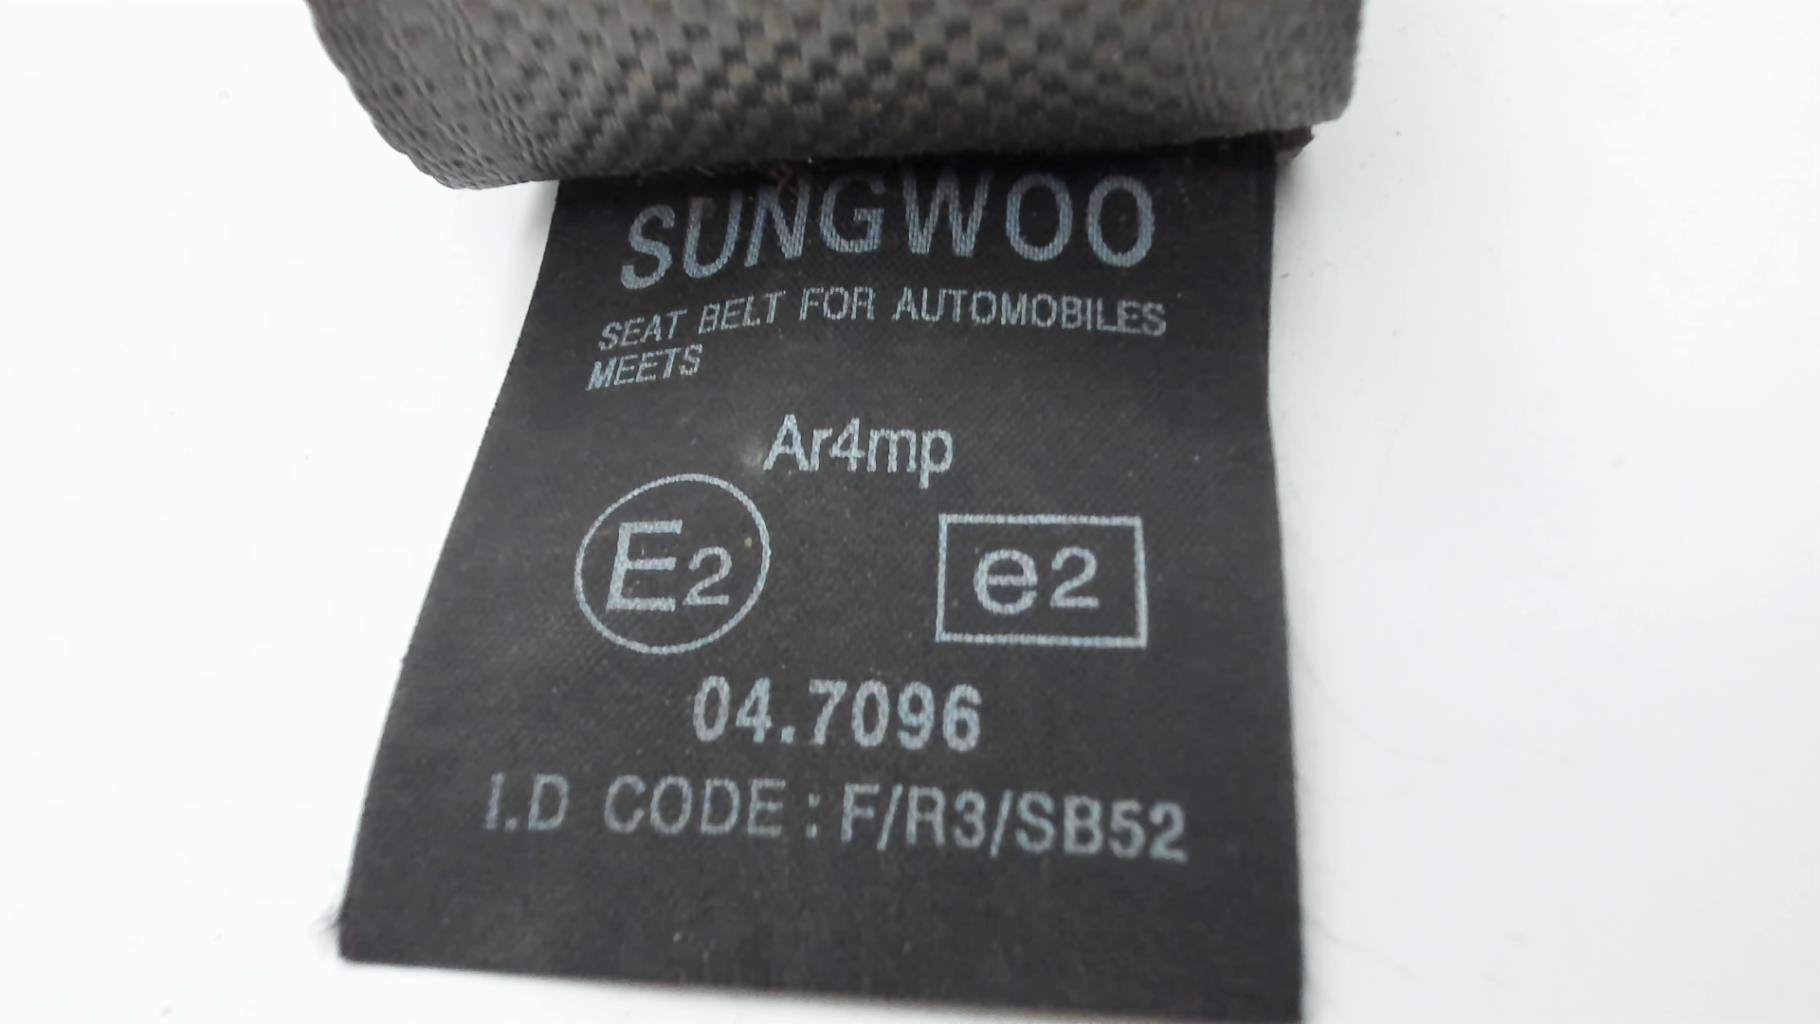 SUNGWOO
SEAT BELT FOR AUTOMOBILES
MEETS
Ar4mp
E2 e2
04.7096
I.D CODE : F/R3/SB52